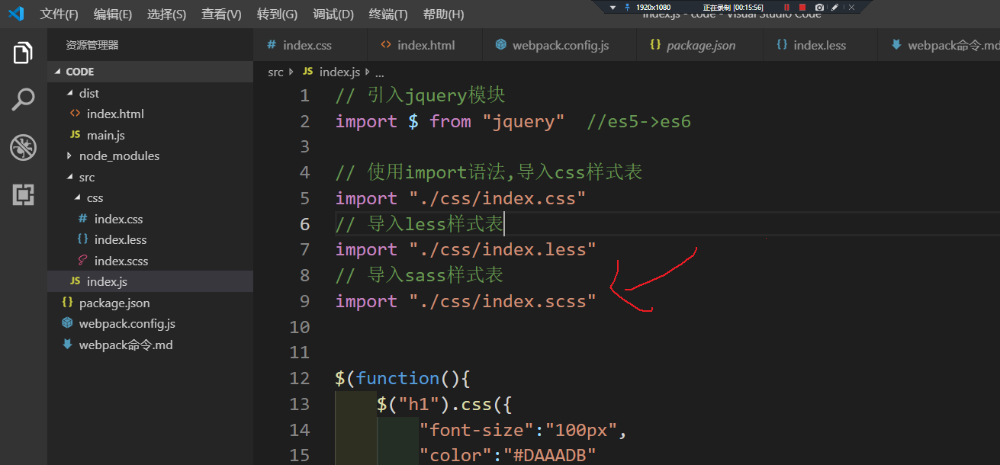 文件(F) 编辑(E) 选择(S) 查看(V) 转到(G) 调试(D) 终端(T) 帮助(H)
1920x1080 正在录制 [00:15:56]
index.js - code - Visual Studio Code
资源管理器
CODE
dist
index.html
JS main.js
node_modules
src
css
# index.css
{} index.less
index.scss
JS index.js
{} package.json
webpack.config.js
webpack命令.md
# index.css <> index.html webpack.config.js {} package.json {} index.less webpack命令.md
src JS index.js ...
1 // 引入jquery模块
2 import $ from "jquery" //es5->es6
3
4 // 使用import语法,导入css样式表
5 import "./css/index.css"
6 // 导入less样式表
7 import "./css/index.less"
8 // 导入sass样式表
9 import "./css/index.scss"
10
11
12 $(function(){
13 $("h1").css({
14 "font-size":"100px",
15 "color":"#DAAADB"